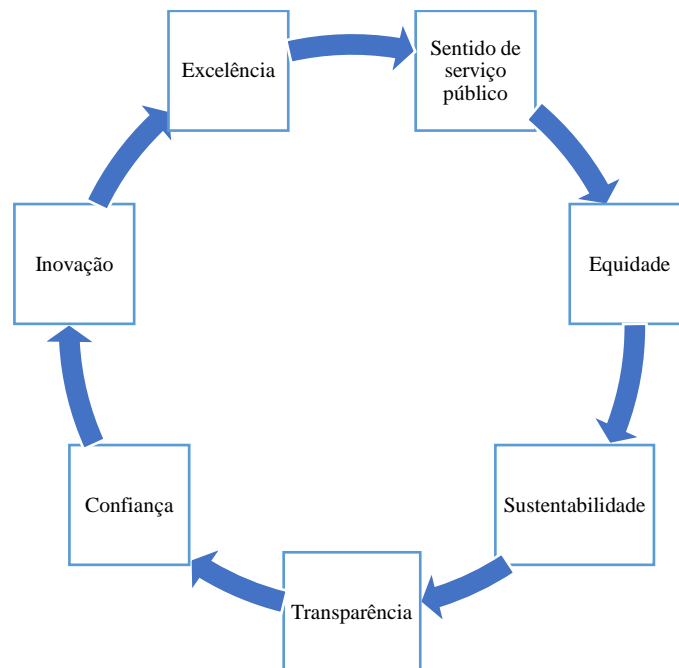 Excelência
Sentido de
serviço
público
Equidade
Sustentabilidade
Transparência
Confiança
Inovação